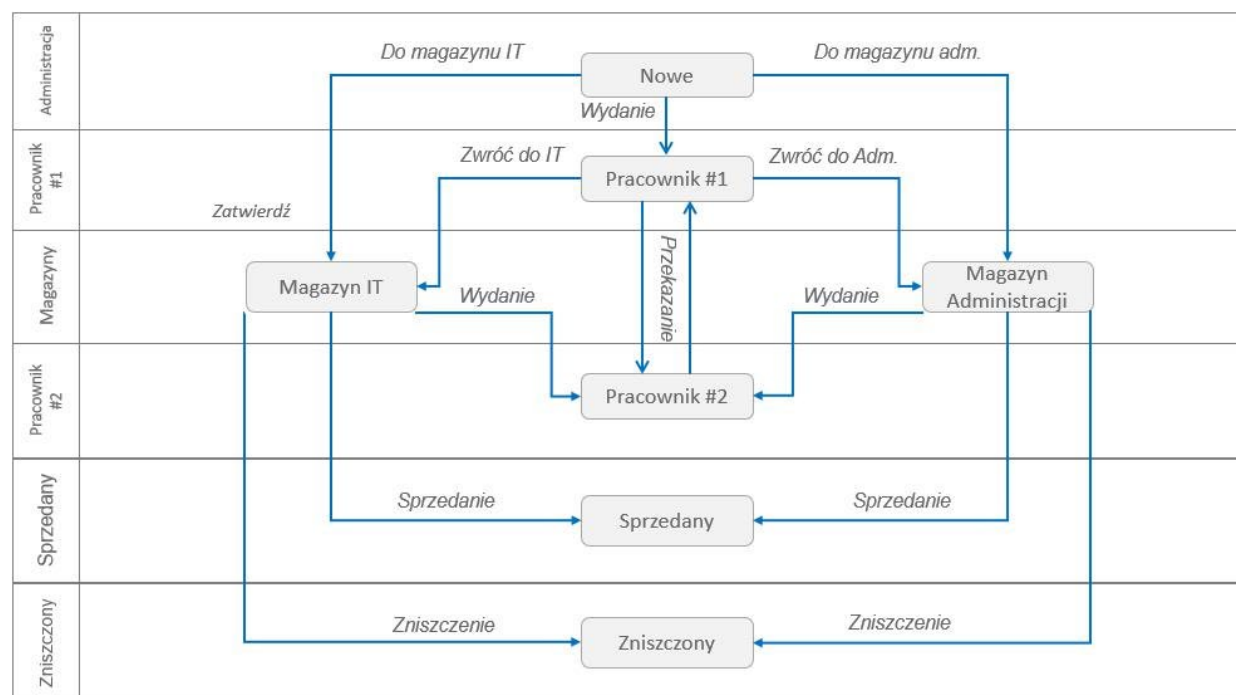 Administracja
Do magazynu IT
Nowe
Do magazynu adm.
Wydanie
Pracownik
#1
Zwróć do IT
Pracownik #1
Zwróć do Adm.
Zatwierdź
Magazyny
Magazyn IT
Przekazanie
Magazyn
Administracji
Wydanie
Wydanie
Pracownik
#2
Pracownik #2
Sprzedany
Sprzedanie
Sprzedany
Sprzedanie
Zniszczony
Zniszczenie
Zniszczony
Zniszczenie